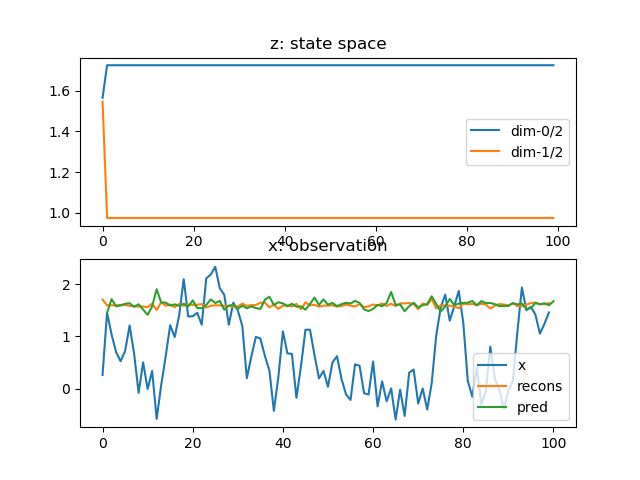 z: state space
1.6
1.4
1.2
1.0
dim-0/2
dim-1/2
0 20 40 60 80 100
x: observation
2
1
0
x
recons
pred
0 20 40 60 80 100